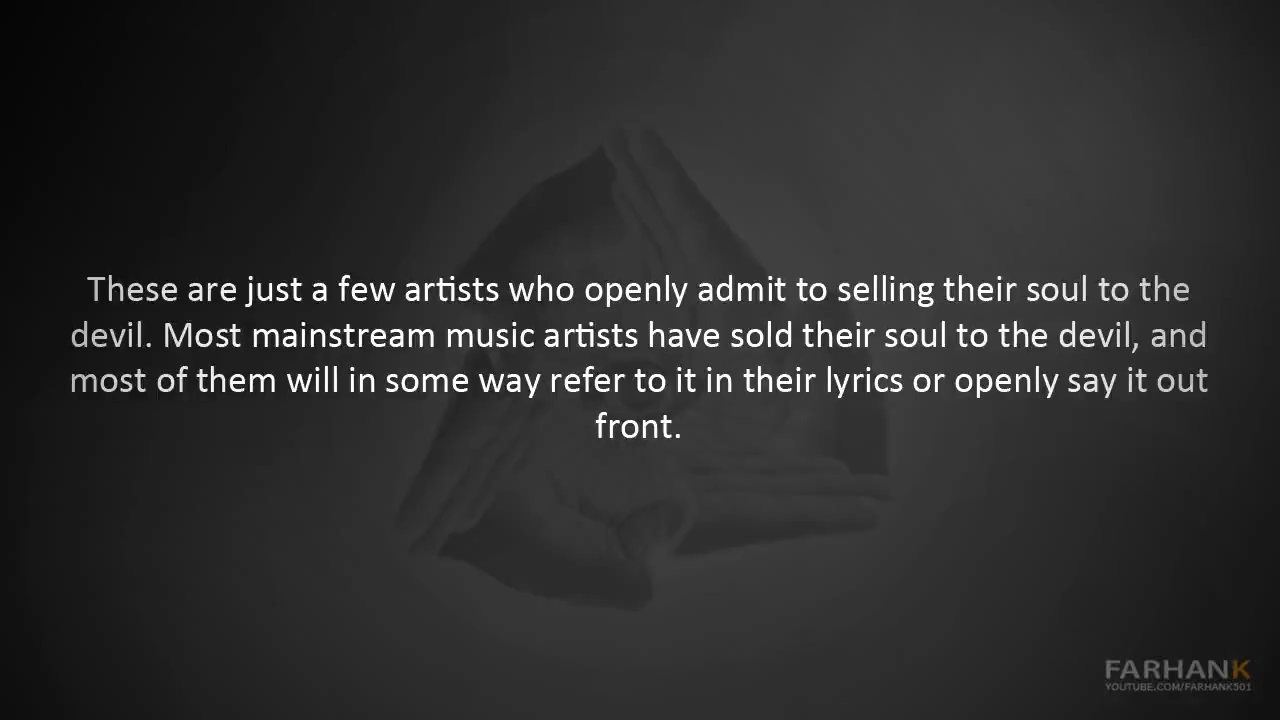 These are just a few artists who openly admit to selling their soul to the
devil. Most mainstream music artists have sold their soul to the devil, and
most of them will in some way refer to it in their lyrics or openly say it out
front.
FARHANK
YOUTUBE.COM/FARHANK501